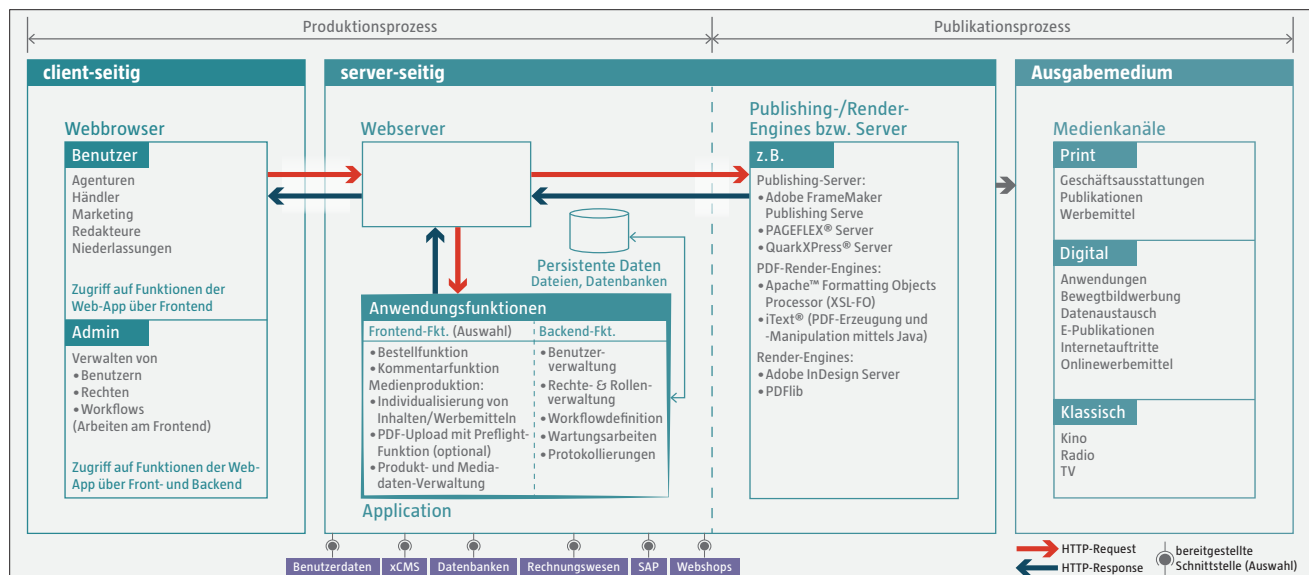 Produktionsprozess
Publikationsprozess
client-seitig
server-seitig
Ausgabemedium
Webbrowser
Benutzer
Agenturen
Händler
Marketing
Redakteure
Niederlassungen
Zugriff auf Funktionen der
Web-App über Frontend
Admin
Verwalten von
• Benutzern
• Rechten
• Workflows
(Arbeiten am Frontend)
Zugriff auf Funktionen der Web-
App über Front- und Backend
Webserver
Persistente Daten
Dateien, Datenbanken
Anwendungsfunktionen
Frontend-Fkt. (Auswahl)
• Bestellfunktion
• Kommentarfunktion
Medienproduktion:
• Individualisierung von
Inhalten/Werbemitteln
• PDF-Upload mit Preflight-
Funktion (optional)
• Produkt- und Media-
daten-Verwaltung
Backend-Fkt.
• Benutzer-
verwaltung
• Rechte- & Rollen-
verwaltung
• Workflowdefinition
• Wartungsarbeiten
• Protokollierungen
Application
Publishing-/Render-
Engines bzw. Server
z.B.
Publishing-Server:
• Adobe FrameMaker
Publishing Serve
• PAGEFLEX® Server
• QuarkXPress® Server
PDF-Render-Engines:
• Apache™ Formatting Objects
Processor (XSL-FO)
• iText® (PDF-Erzeugung und
-Manipulation mittels Java)
Render-Engines:
• Adobe InDesign Server
• PDFlib
Medienkanäle
Print
Geschäftsausstattungen
Publikationen
Werbemittel
Digital
Anwendungen
Bewegtbildwerbung
Datenaustausch
E-Publikationen
Internetauftritte
Onlinewerbemittel
Klassisch
Kino
Radio
TV
Benutzerdaten
xCMS
Datenbanken
Rechnungswesen
SAP
Webshops
HTTP-Request
HTTP-Response
bereitgestellte
Schnittstelle (Auswahl)